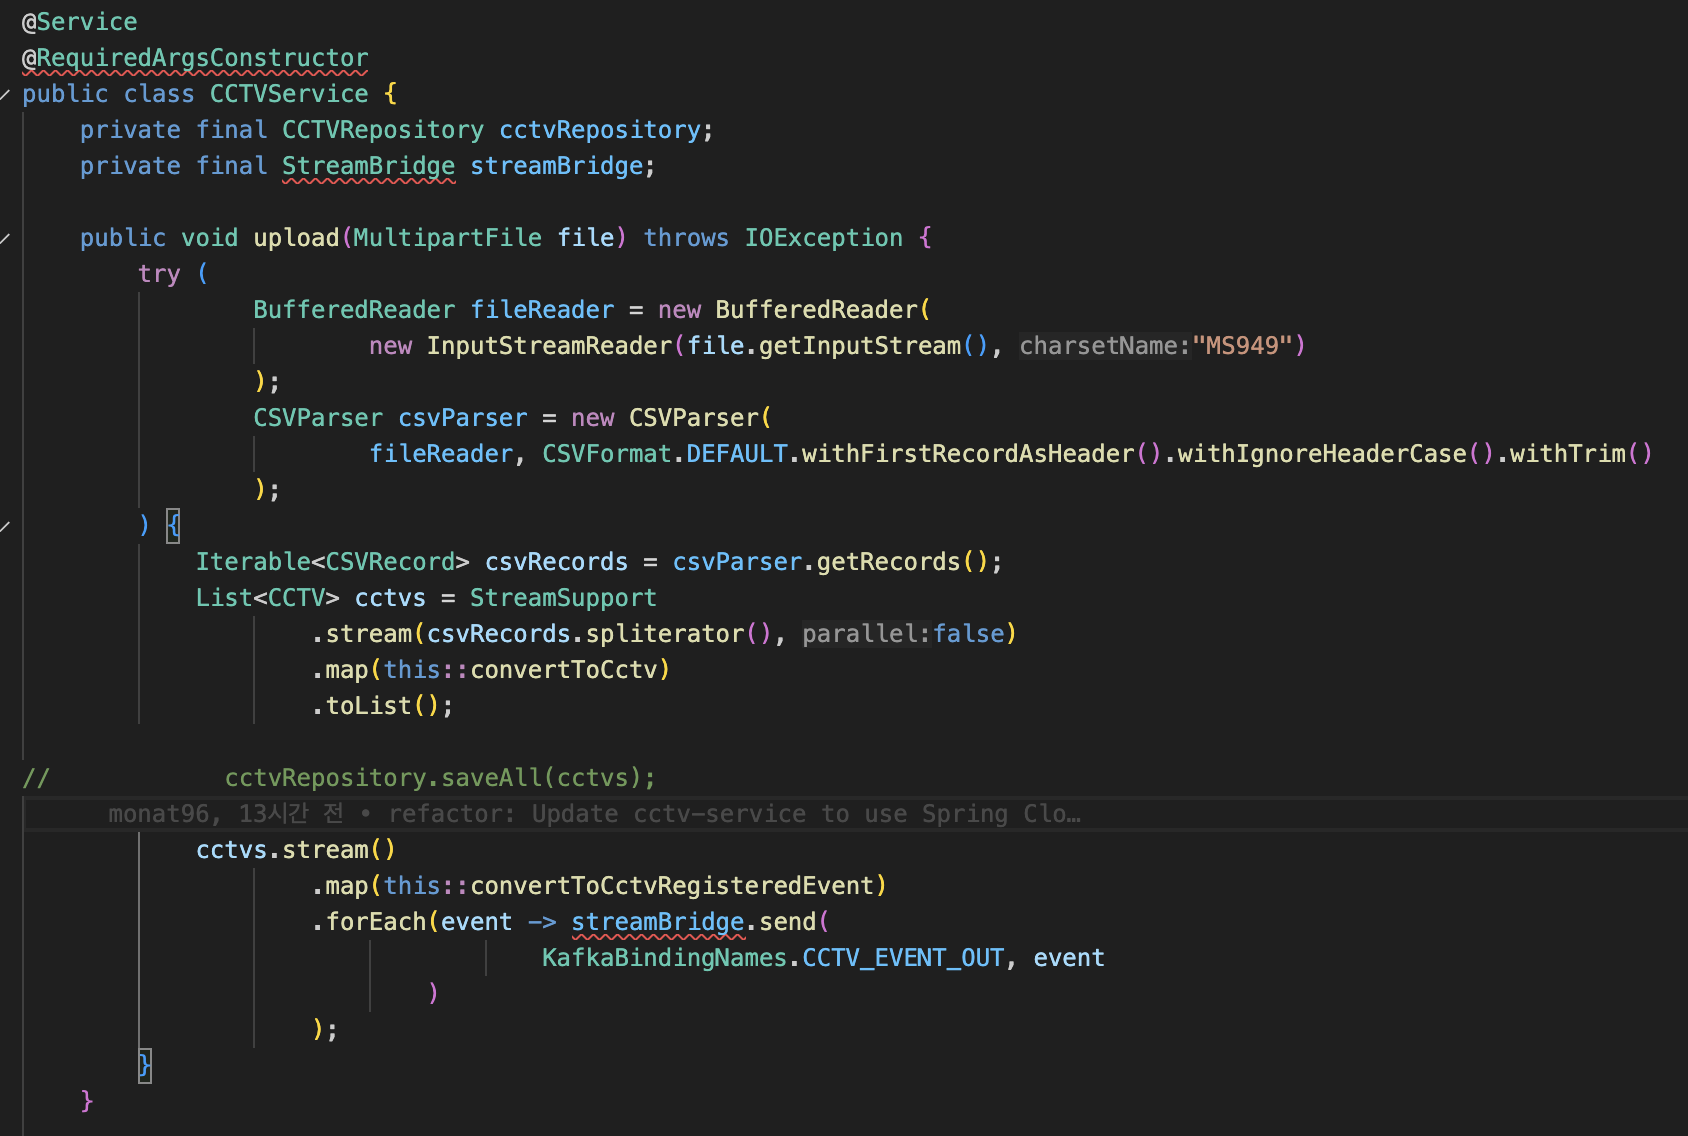 @Service
@RequiredArgsConstructor
public class CCTVService {
    private final CCTVRepository cctvRepository;
    private final StreamBridge streamBridge;

    public void upload(MultipartFile file) throws IOException {
        try (
                BufferedReader fileReader = new BufferedReader(
                        new InputStreamReader(file.getInputStream(), charsetName:"MS949")
                );
                CSVParser csvParser = new CSVParser(
                        fileReader, CSVFormat.DEFAULT.withFirstRecordAsHeader().withIgnoreHeaderCase().withTrim()
                );
        ) {
            Iterable<CSVRecord> csvRecords = csvParser.getRecords();
            List<CCTV> cctvs = StreamSupport
                    .stream(csvRecords.spliterator(), parallel:false)
                    .map(this::convertToCctv)
                    .toList();

//            cctvRepository.saveAll(cctvs);
      monat96, 13시간 전 • refactor: Update cctv-service to use Spring Clo…
            cctvs.stream()
                    .map(this::convertToCctvRegisteredEvent)
                    .forEach(event -> streamBridge.send(
                                    KafkaBindingNames.CCTV_EVENT_OUT, event
                            )
                    );
        }
    }